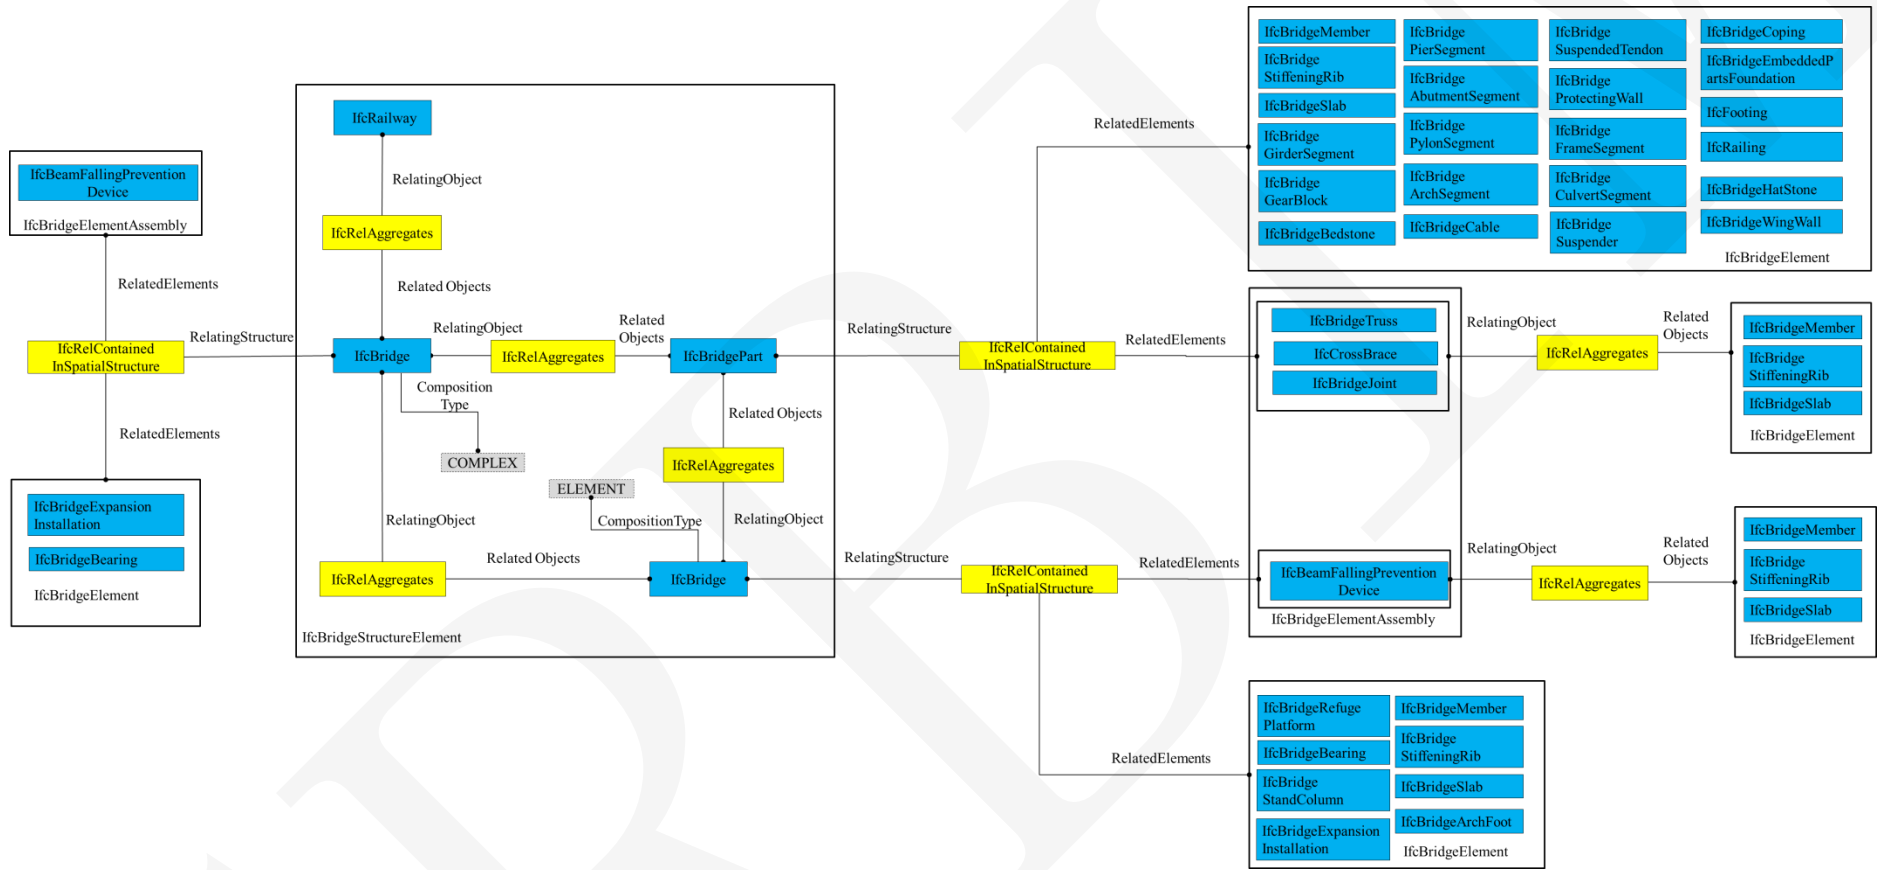 IfcBeamFallingPrevention
Device
IfcBridgeElementAssembly
RelatedElements
IfcRelContained
InSpatialStructure
RelatingStructure
RelatedElements
IfcBridgeExpansion
Installation
IfcBridgeBearing
IfcBridgeElement
IfcRailway
RelatingObject
IfcRelAggregates
Related Objects
IfcBridge
RelatingObject
IfcRelAggregates
Related
Objects
IfcBridgePart
Composition
Type
COMPLEX
Related Objects
IfcRelAggregates
ELEMENT
CompositionType
RelatingObject
RelatingObject
IfcRelAggregates
Related Objects
IfcBridge
IfcBridgeStructureElement
RelatingStructure
IfcRelContained
InSpatialStructure
RelatedElements
RelatedElements
RelatingStructure
IfcRelContained
InSpatialStructure
RelatedElements
RelatedElements
IfcBridgeMember
IfcBridge
StiffeningRib
IfcBridgeSlab
IfcBridge
GirderSegment
IfcBridge
GearBlock
IfcBridgeBedstone
IfcBridge
PierSegment
IfcBridge
AbutmentSegment
IfcBridge
PylonSegment
IfcBridge
ArchSegment
IfcBridgeCable
IfcBridge
SuspendedTendon
IfcBridge
ProtectingWall
IfcBridge
FrameSegment
IfcBridge
CulvertSegment
IfcBridge
Suspender
IfcBridgeCoping
IfcBridgeEmbeddedP
artsFoundation
IfcFooting
IfcRailing
IfcBridgeHatStone
IfcBridgeWingWall
IfcBridgeElement
IfcBridgeTruss
IfcCrossBrace
IfcBridgeJoint
RelatingObject
IfcRelAggregates
Related
Objects
IfcBridgeMember
IfcBridge
StiffeningRib
IfcBridgeSlab
IfcBridgeElement
IfcBeamFallingPrevention
Device
IfcBridgeElementAssembly
RelatingObject
IfcRelAggregates
Related
Objects
IfcBridgeMember
IfcBridge
StiffeningRib
IfcBridgeSlab
IfcBridgeElement
IfcBridgeRefuge
Platform
IfcBridgeBearing
IfcBridge
StandColumn
IfcBridgeExpansion
Installation
IfcBridgeMember
IfcBridge
StiffeningRib
IfcBridgeSlab
IfcBridgeArchFoot
IfcBridgeElement